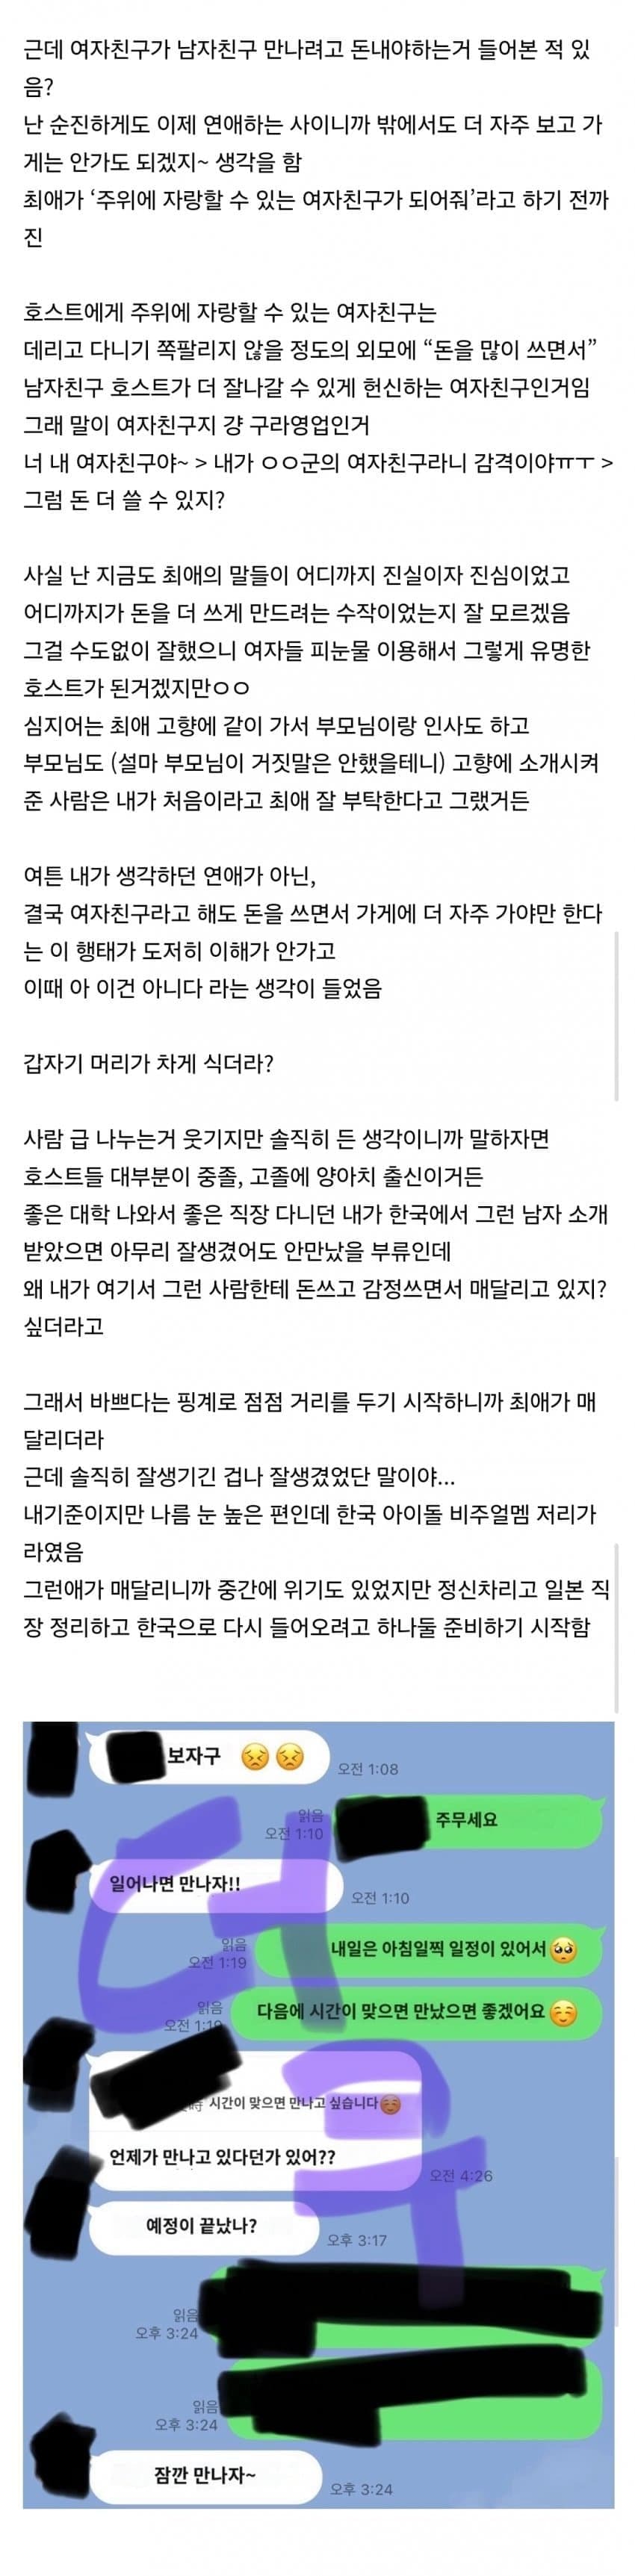 근데 여자친구가 남자친구 만나려고 돈내야하는거 들어본 적 있
음?
난 순진하게도 이제 연애하는 사이니까 밖에서도 더 자주 보고 가
게는 안가도 되겠지~ 생각을 함
최애가 ‘주위에 자랑할 수 있는 여자친구가 되어줘’라고 하기 전까
진
호스트에게 주위에 자랑할 수 있는 여자친구는
데리고 다니기 쪽팔리지 않을 정도의 외모에 “돈을 많이 쓰면서”
남자친구 호스트가 더 잘나갈 수 있게 헌신하는 여자친구인거임
그래 말이 여자친구지 걍 구라영업인거
너 내 여자친구야~ > 내가 ㅇㅇ군의 여자친구라니 감격이야ㅠㅜ >
그럼 돈 더 쓸 수 있지?
사실 난 지금도 최애의 말들이 어디까지 진실이자 진심이었고
어디까지가 돈을 더 쓰게 만드려는 수작이었는지 잘 모르겠음
그걸 수도없이 잘했으니 여자들 피눈물 이용해서 그렇게 유명한
호스트가 된거겠지만ㅇㅇ
심지어는 최애 고향에 같이 가서 부모님이랑 인사도 하고
부모님도 (설마 부모님이 거짓말은 안했을테니) 고향에 소개시켜
준 사람은 내가 처음이라고 최애 잘 부탁한다고 그랬거든
여튼 내가 생각하던 연애가 아닌,
결국 여자친구라고 해도 돈을 쓰면서 가게에 더 자주 가야만 한다
는 이 행태가 도저히 이해가 안가고
이때 아 이건 아니다 라는 생각이 들었음
갑자기 머리가 차게 식더라?
사람 급 나누는거 웃기지만 솔직히 든 생각이니까 말하자면
호스트들 대부분이 중졸, 고졸에 양아치 출신이거든
좋은 대학 나와서 좋은 직장 다니던 내가 한국에서 그런 남자 소개
받았으면 아무리 잘생겼어도 안만났을 부류인데
왜 내가 여기서 그런 사람한테 돈쓰고 감정쓰면서 매달리고 있지?
싶더라고
그래서 바쁘다는 핑계로 점점 거리를 두기 시작하니까 최애가 매
달리더라
근데 솔직히 잘생기긴 겁나 잘생겼었단 말이야...
내기준이지만 나름 눈 높은 편인데 한국 아이돌 비주얼멤 저리가
라였음
그런애가 매달리니까 중간에 위기도 있었지만 정신차리고 일본 직
장 정리하고 한국으로 다시 들어오려고 하나둘 준비하기 시작함
보자구 😣 😣
오전 1:08
주무세요
읽음
오전 1:10
일어나면 만나자!!
오전 1:10
내일은 아침일찍 일정이 있어서🥺
읽음
오전 1:19
다음에 시간이 맞으면 만났으면 좋겠어요☺️
읽음
오전 1:19
시간이 맞으면 만나고 싶습니다☺️
언제가 만나고 있다던가 있어??
오전 4:26
예정이 끝났나?
오후 3:17
읽음
오후 3:24
읽음
오후 3:24
잠깐 만나자~
오후 3:24
더쿠